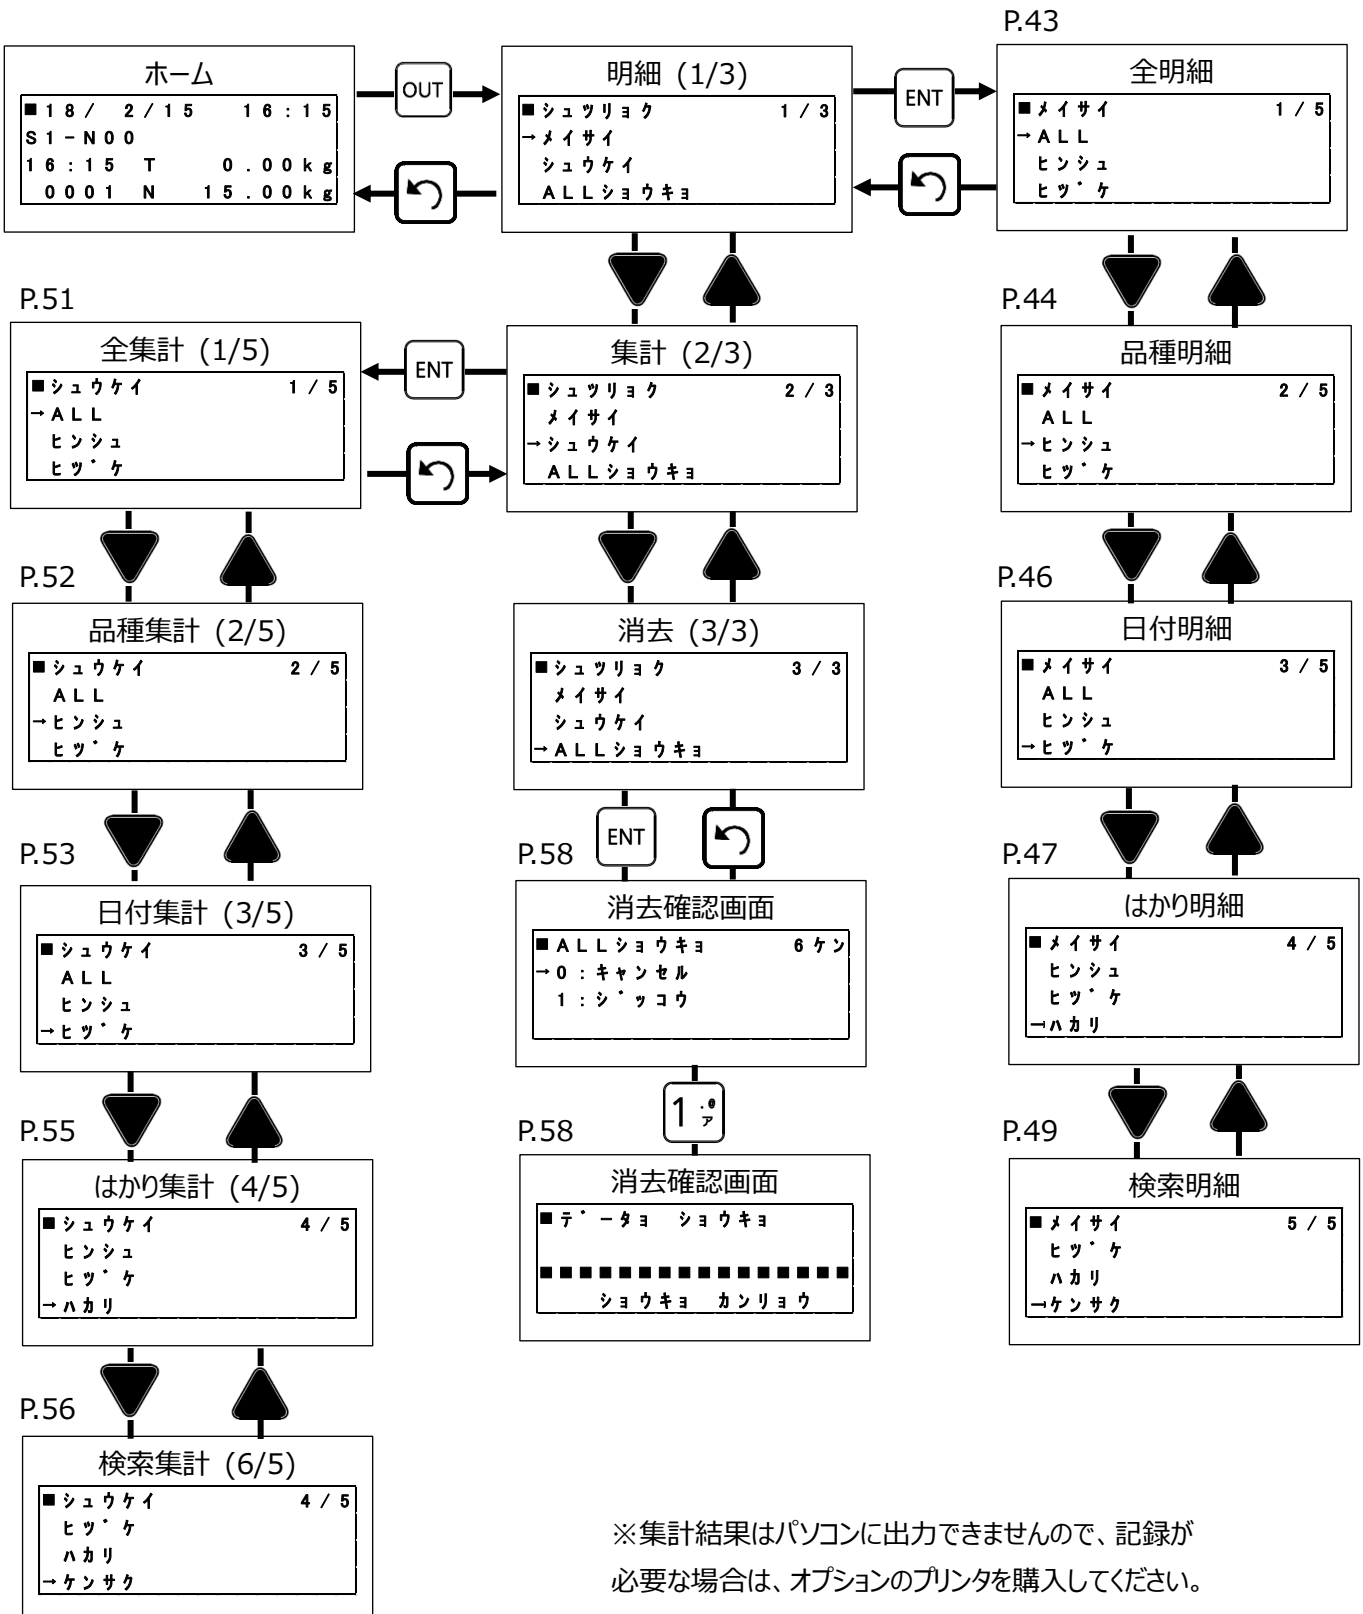 ホーム
■18/ 2/15 16:15
S1-N00
16:15 T 0.00kg
0001 N 15.00kg
OUT
明細 (1/3)
■シュツリョク 1/3
→メイサイ
シュウケイ
ALLショウキョ
ENT
P.43
全明細
■メイサイ 1/5
→ALL
ヒンシュ
ヒヅケ
P.51
全集計 (1/5)
■シュウケイ 1/5
→ALL
ヒンシュ
ヒヅケ
ENT
集計 (2/3)
■シュツリョク 2/3
メイサイ
→シュウケイ
ALLショウキョ
P.44
品種明細
■メイサイ 2/5
ALL
→ヒンシュ
ヒヅケ
P.52
品種集計 (2/5)
■シュウケイ 2/5
ALL
→ヒンシュ
ヒヅケ
消去 (3/3)
■シュツリョク 3/3
メイサイ
シュウケイ
→ALLショウキョ
P.46
日付明細
■メイサイ 3/5
ALL
ヒンシュ
→ヒヅケ
P.53
日付集計 (3/5)
■シュウケイ 3/5
ALL
ヒンシュ
→ヒヅケ
ENT
P.58
消去確認画面
■ALLショウキョ 6ケン
→0:キャンセル
1:ジッコウ
P.47
はかり明細
■メイサイ 4/5
ヒンシュ
ヒヅケ
→ハカリ
P.55
はかり集計 (4/5)
■シュウケイ 4/5
ヒンシュ
ヒヅケ
→ハカリ
1 .@ ア
P.58
消去確認画面
■データョ ショウキョ
■■■■■■■■■■■■■■■■
ショウキョ カンリョウ
P.49
検索明細
■メイサイ 5/5
ヒヅケ
ハカリ
→ケンサク
P.56
検索集計 (6/5)
■シュウケイ 4/5
ヒヅケ
ハカリ
→ケンサク
※集計結果はパソコンに出力できませんので、記録が
必要な場合は、オプションのプリンタを購入してください。